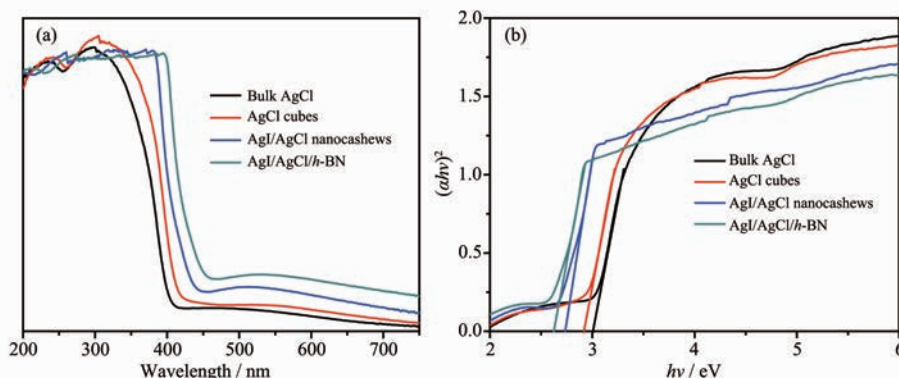 (a)
Bulk AgCl
AgCl cubes
AgI/AgCl nanocashews
AgI/AgCl/h-BN
200 300 400 500 600 700
Wavelength / nm
(b)
2.0
1.5
1.0
0.5
0.0
(αhν)²
Bulk AgCl
AgCl cubes
AgI/AgCl nanocashews
AgI/AgCl/h-BN
2 3 4 5 6
hν / eV